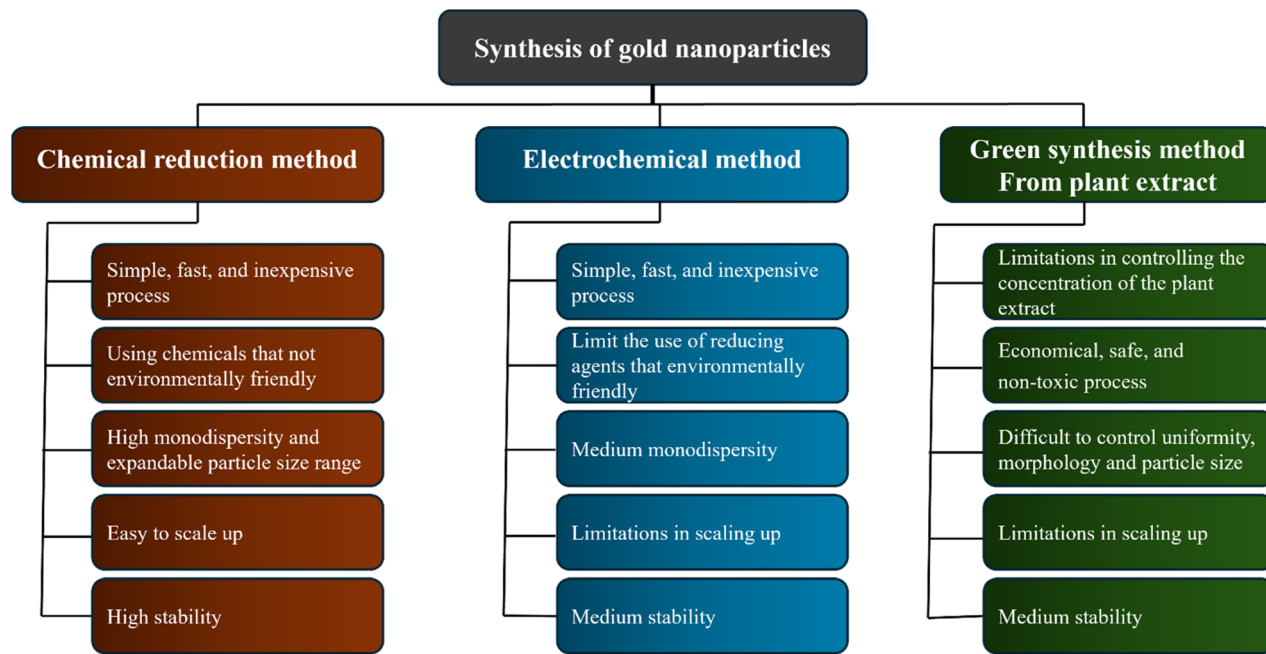 Synthesis of gold nanoparticles
Chemical reduction method
Simple, fast, and inexpensive
process
Using chemicals that not
environmentally friendly
High monodispersity and
expandable particle size range
Easy to scale up
High stability
Electrochemical method
Simple, fast, and inexpensive
process
Limit the use of reducing
agents that environmentally
friendly
Medium monodispersity
Limitations in scaling up
Medium stability
Green synthesis method
From plant extract
Limitations in controlling the
concentration of the plant
extract
Economical, safe, and
non-toxic process
Difficult to control uniformity,
morphology and particle size
Limitations in scaling up
Medium stability